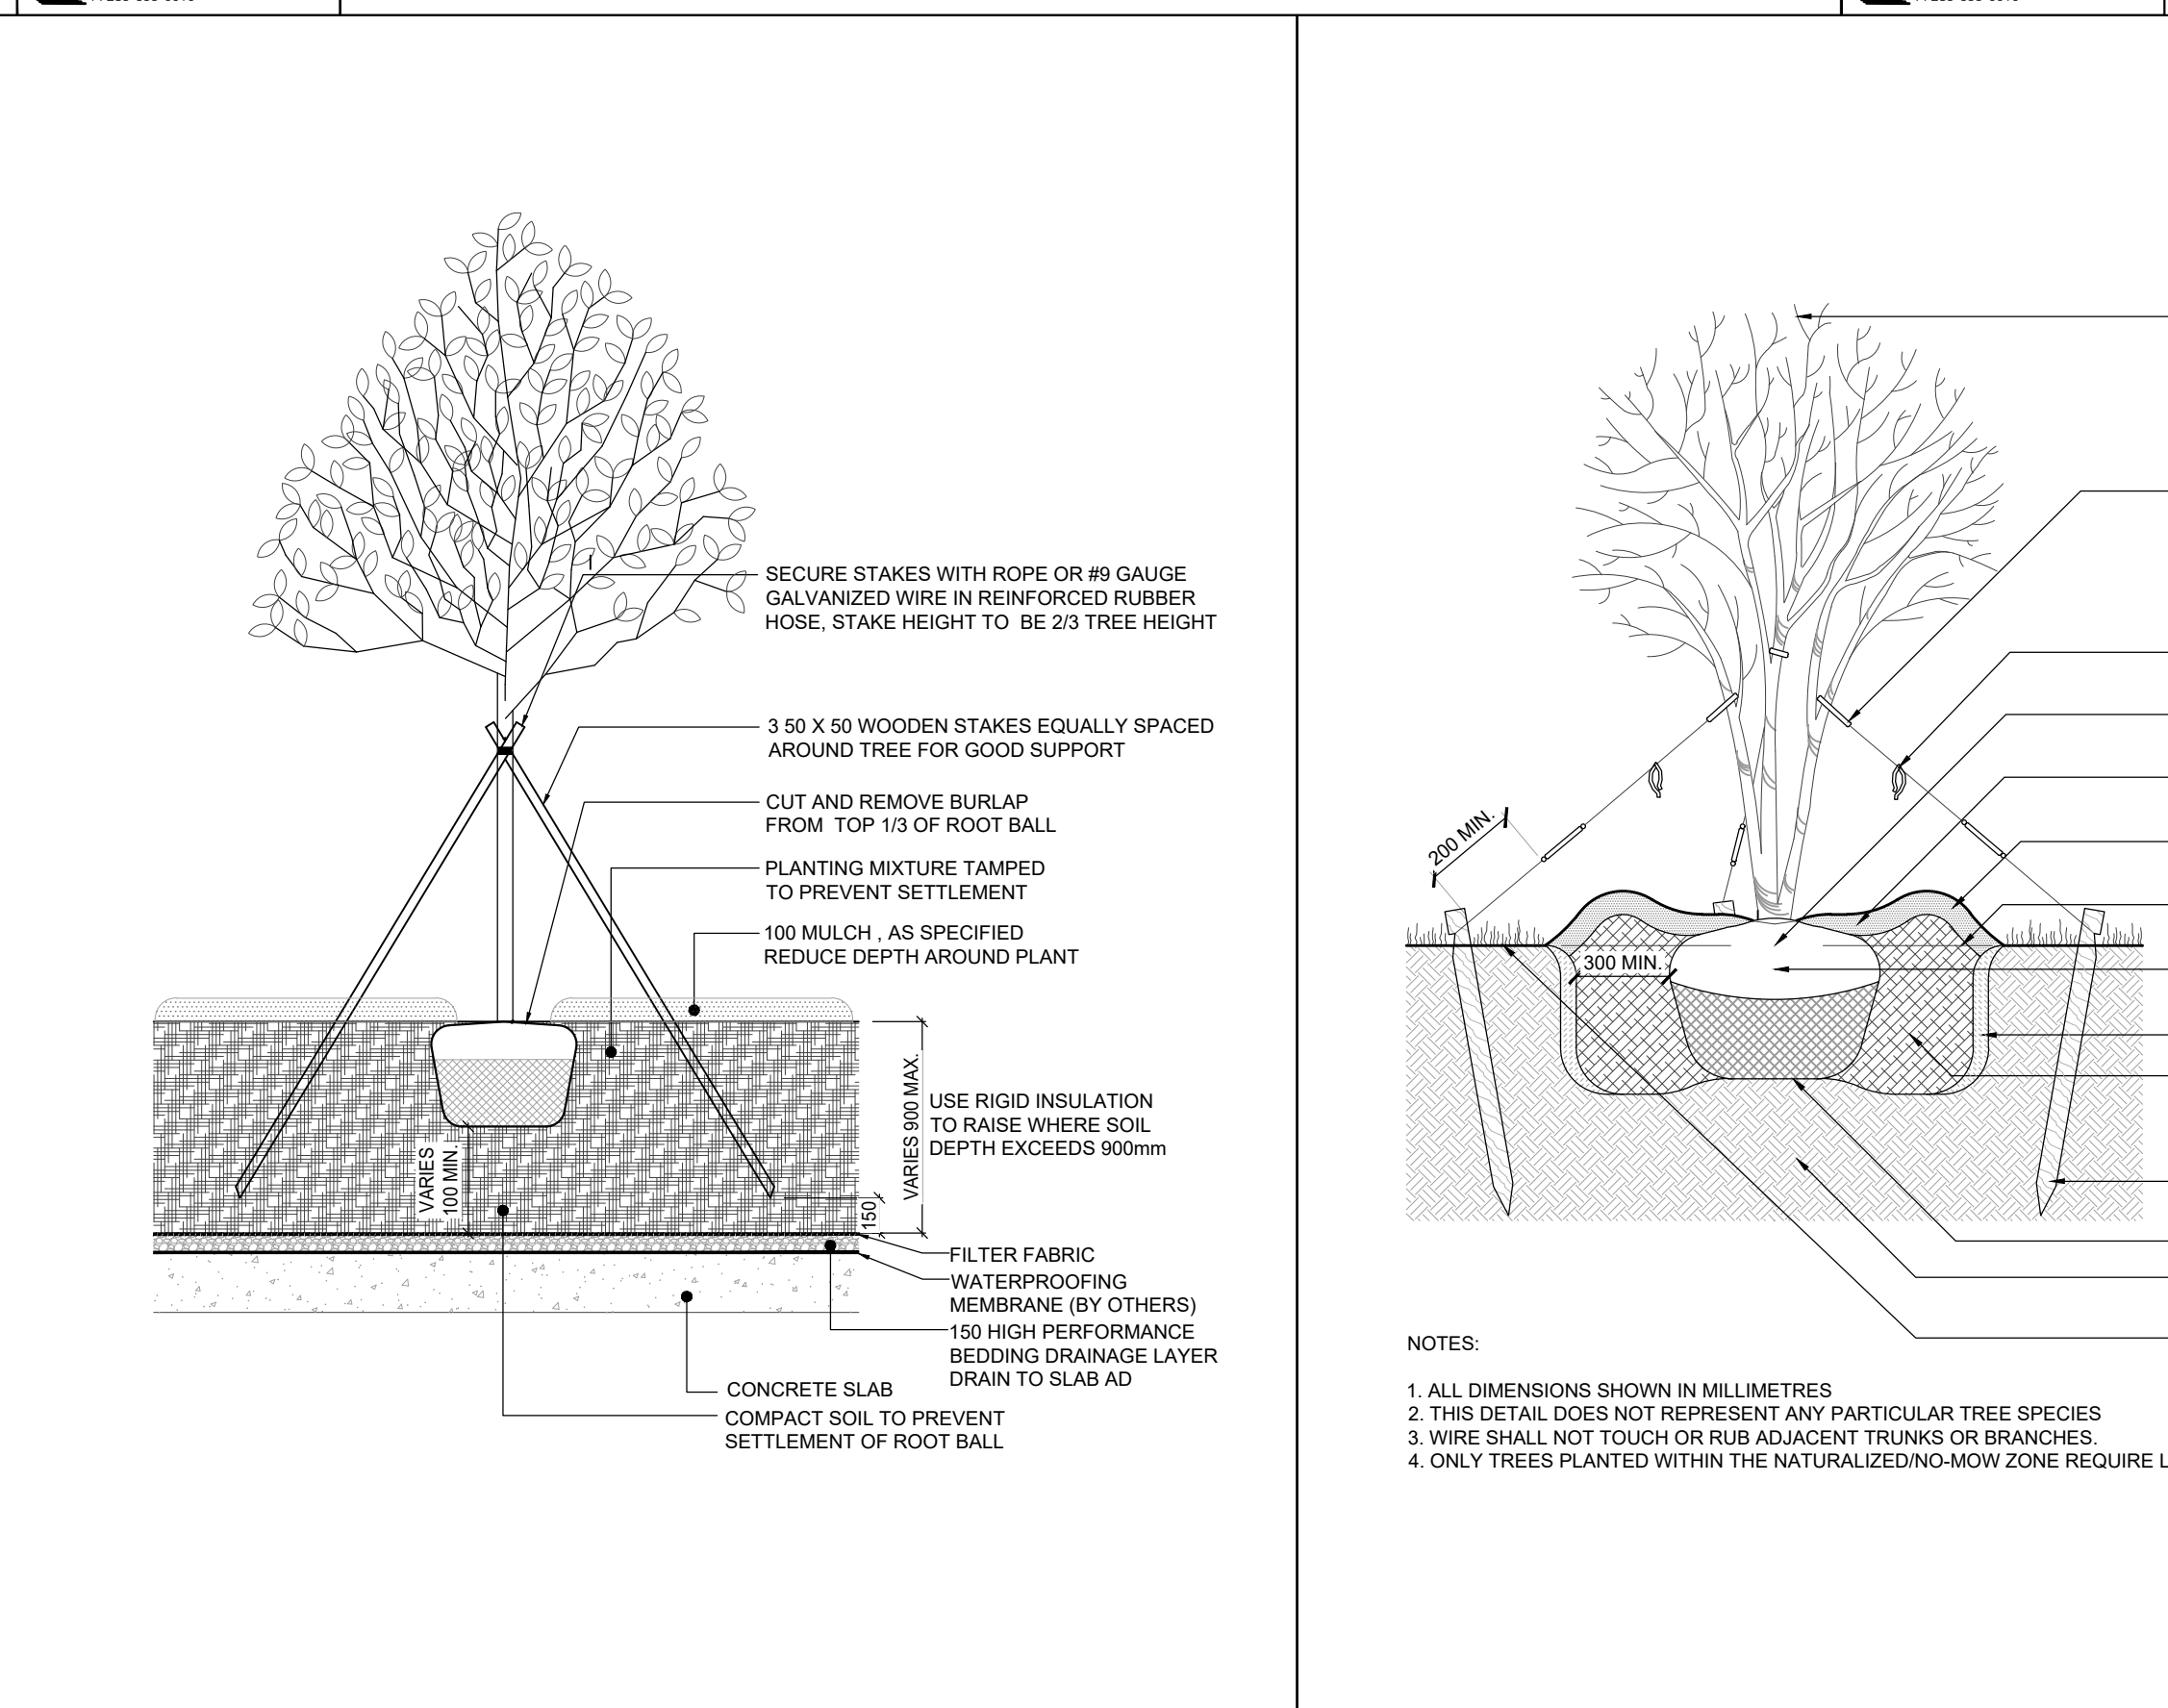 SECURE STAKES WITH ROPE OR #9 GAUGE
GALVANIZED WIRE IN REINFORCED RUBBER
HOSE, STAKE HEIGHT TO BE 2/3 TREE HEIGHT
3 50 X 50 WOODEN STAKES EQUALLY SPACED
AROUND TREE FOR GOOD SUPPORT
CUT AND REMOVE BURLAP
FROM TOP 1/3 OF ROOT BALL
PLANTING MIXTURE TAMPED
TO PREVENT SETTLEMENT
100 MULCH , AS SPECIFIED
REDUCE DEPTH AROUND PLANT
VARIES 900 MAX.
USE RIGID INSULATION
TO RAISE WHERE SOIL
DEPTH EXCEEDS 900mm
VARIES
100 MIN.
150
FILTER FABRIC
WATERPROOFING
MEMBRANE (BY OTHERS)
150 HIGH PERFORMANCE
BEDDING DRAINAGE LAYER
DRAIN TO SLAB AD
CONCRETE SLAB
COMPACT SOIL TO PREVENT
SETTLEMENT OF ROOT BALL
200 MIN.
300 MIN.
NOTES:
1. ALL DIMENSIONS SHOWN IN MILLIMETRES
2. THIS DETAIL DOES NOT REPRESENT ANY PARTICULAR TREE SPECIES
3. WIRE SHALL NOT TOUCH OR RUB ADJACENT TRUNKS OR BRANCHES.
4. ONLY TREES PLANTED WITHIN THE NATURALIZED/NO-MOW ZONE REQUIRE L